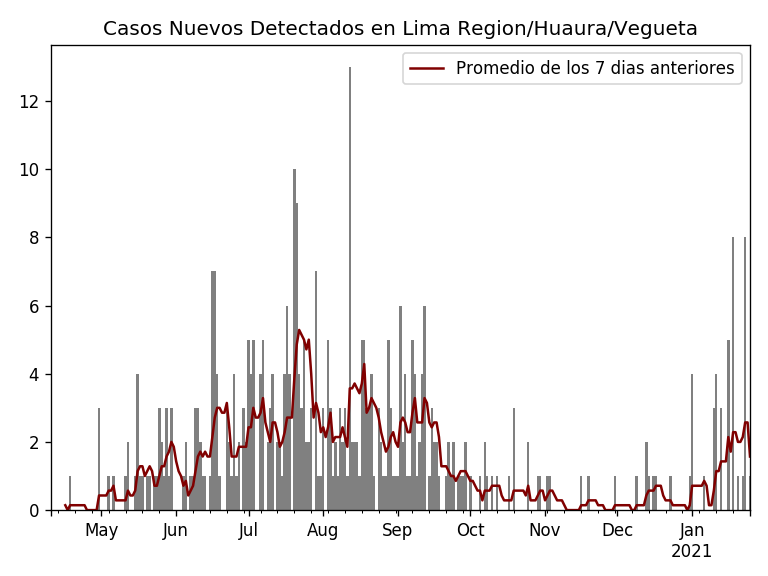 Casos Nuevos Detectados en Lima Region/Huaura/Vegueta
Promedio de los 7 dias anteriores
12
10
8
6
4
2
0
May Jun Jul Aug Sep Oct Nov Dec Jan
2021